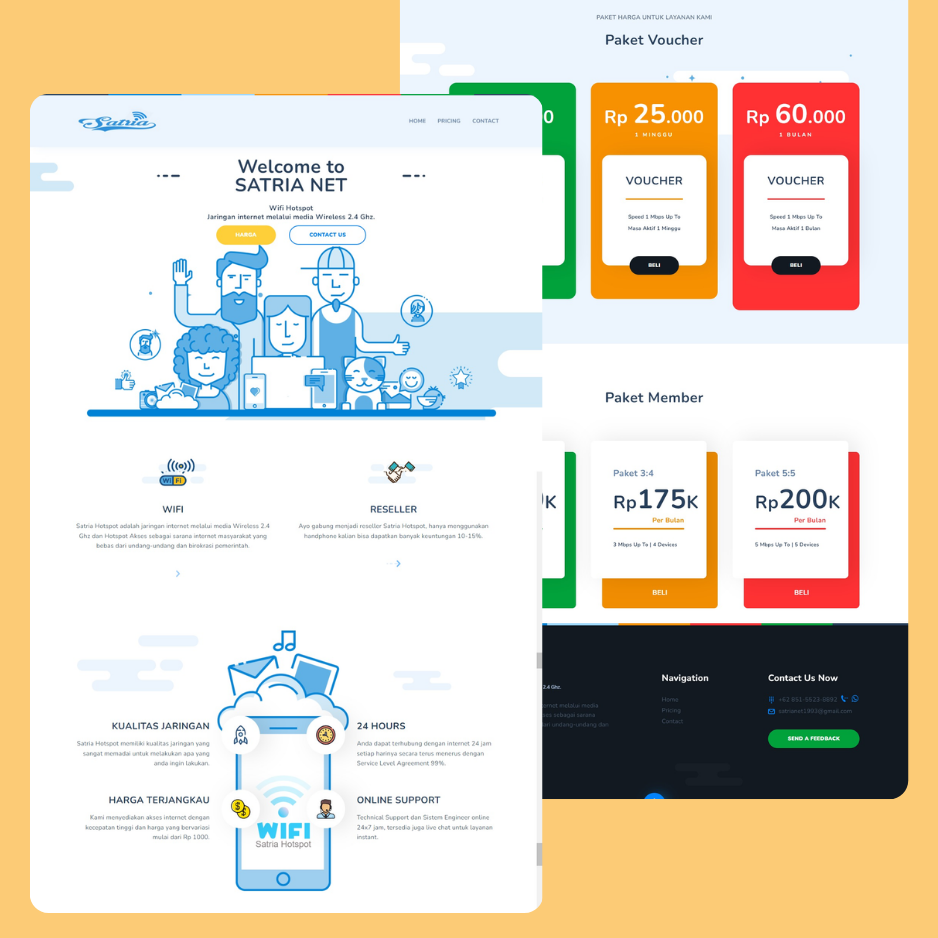 Satria
HOME PRICING CONTACT
Welcome to
SATRIA NET
Wifi Hotspot
Jaringan internet melalui media Wireless 2.4 Ghz.
HARGA CONTACT US
WIFI
WIFI
Satria Hotspot adalah jaringan internet melalui media Wireless 2.4
Ghz dan Hotspot Akses sebagai sarana internet masyarakat yang
bebas dari undang-undang dan birokrasi pemerintah.
RESELLER
Ayo gabung menjadi resellor Satria Hotspot, hanya menggunakan
handphone kalian bisa dapatkan banyak keuntungan 10-15%.
KUALITAS JARINGAN
Satria Hotspot memiliki kualitas jaringan yang
sangat memadai untuk melakukan apa yang
anda ingin lakukan.
24 HOURS
Anda dapat terhubung dengan internet 24 jam
setiap harinya secara terus menerus dengan
Service Level Agreement 99%.
HARGA TERJANGKAU
Kami menyediakan akses internet dengan
kecepatan tinggi dan harga yang bervariasi
mulai dari Rp 1000.
ONLINE SUPPORT
Technical Support dan Sistem Engineer online
24x7 jam, tersedia juga live chat untuk layanan
instant.
WIFI
Satria Hotspot
PAKET HARGA UNTUK LAYANAN KAMI
Paket Voucher
0
Rp 25.000
1 MINGGU
VOUCHER
Speed 1 Mbps Up To
Masa Aktif 1 Minggu
BELI
Rp 60.000
1 BULAN
VOUCHER
Speed 1 Mbps Up To
Masa Aktif 1 Bulan
BELI
Paket Member
K
Paket 3:4
Rp175K
Per Bulan
3 Mbps Up To | 4 Devices
BELI
Paket 5:5
Rp200K
Per Bulan
5 Mbps Up To | 5 Devices
BELI
2.4 Ghz.
ernet melalui media
ses sebagai sarana
ari undang-undang dan
Navigation
Home
Pricing
Contact
Contact Us Now
satrianet1983@gmail.com
SEND A FEEDBACK